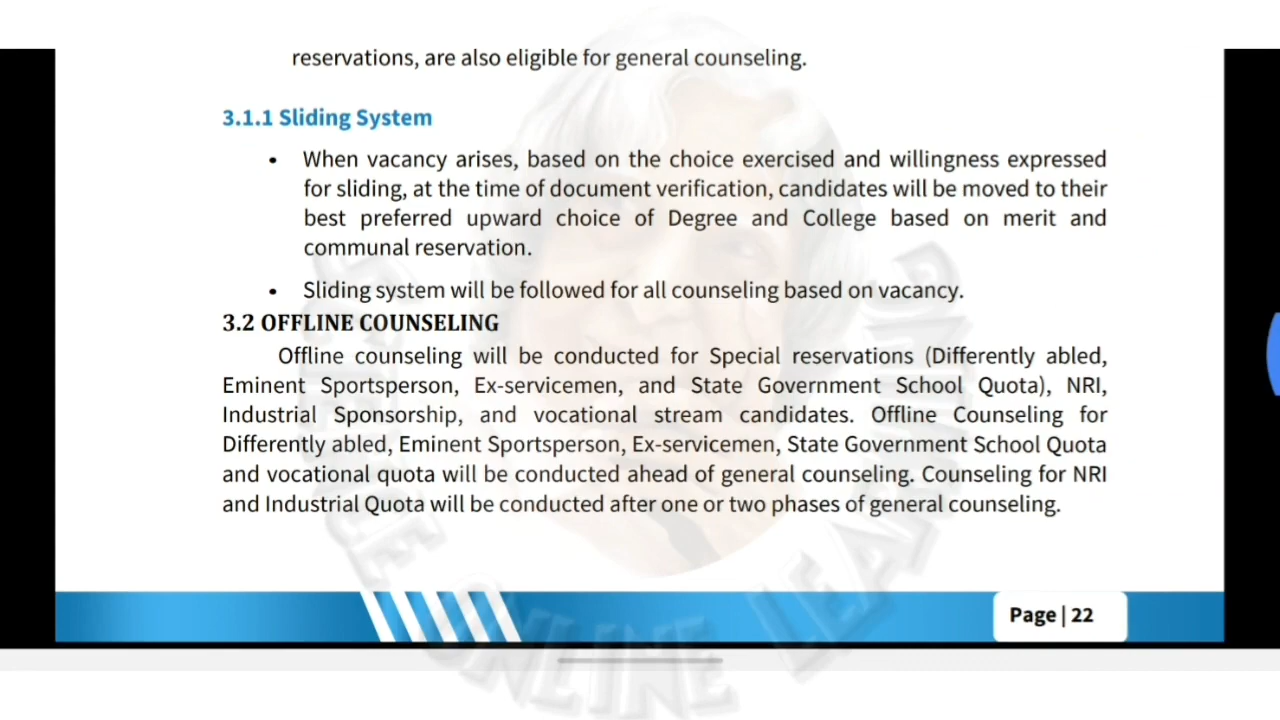 reservations, are also eligible for general counseling.
3.1.1 Sliding System
• When vacancy arises, based on the choice exercised and willingness expressed
for sliding, at the time of document verification, candidates will be moved to their
best preferred upward choice of Degree and College based on merit and
communal reservation.
• Sliding system will be followed for all counseling based on vacancy.
3.2 OFFLINE COUNSELING
Offline counseling will be conducted for Special reservations (Differently abled,
Eminent Sportsperson, Ex-servicemen, and State Government School Quota), NRI,
Industrial Sponsorship, and vocational stream candidates. Offline Counseling for
Differently abled, Eminent Sportsperson, Ex-servicemen, State Government School Quota
and vocational quota will be conducted ahead of general counseling. Counseling for NRI
and Industrial Quota will be conducted after one or two phases of general counseling.
Page | 22
ONLINE LEARNING